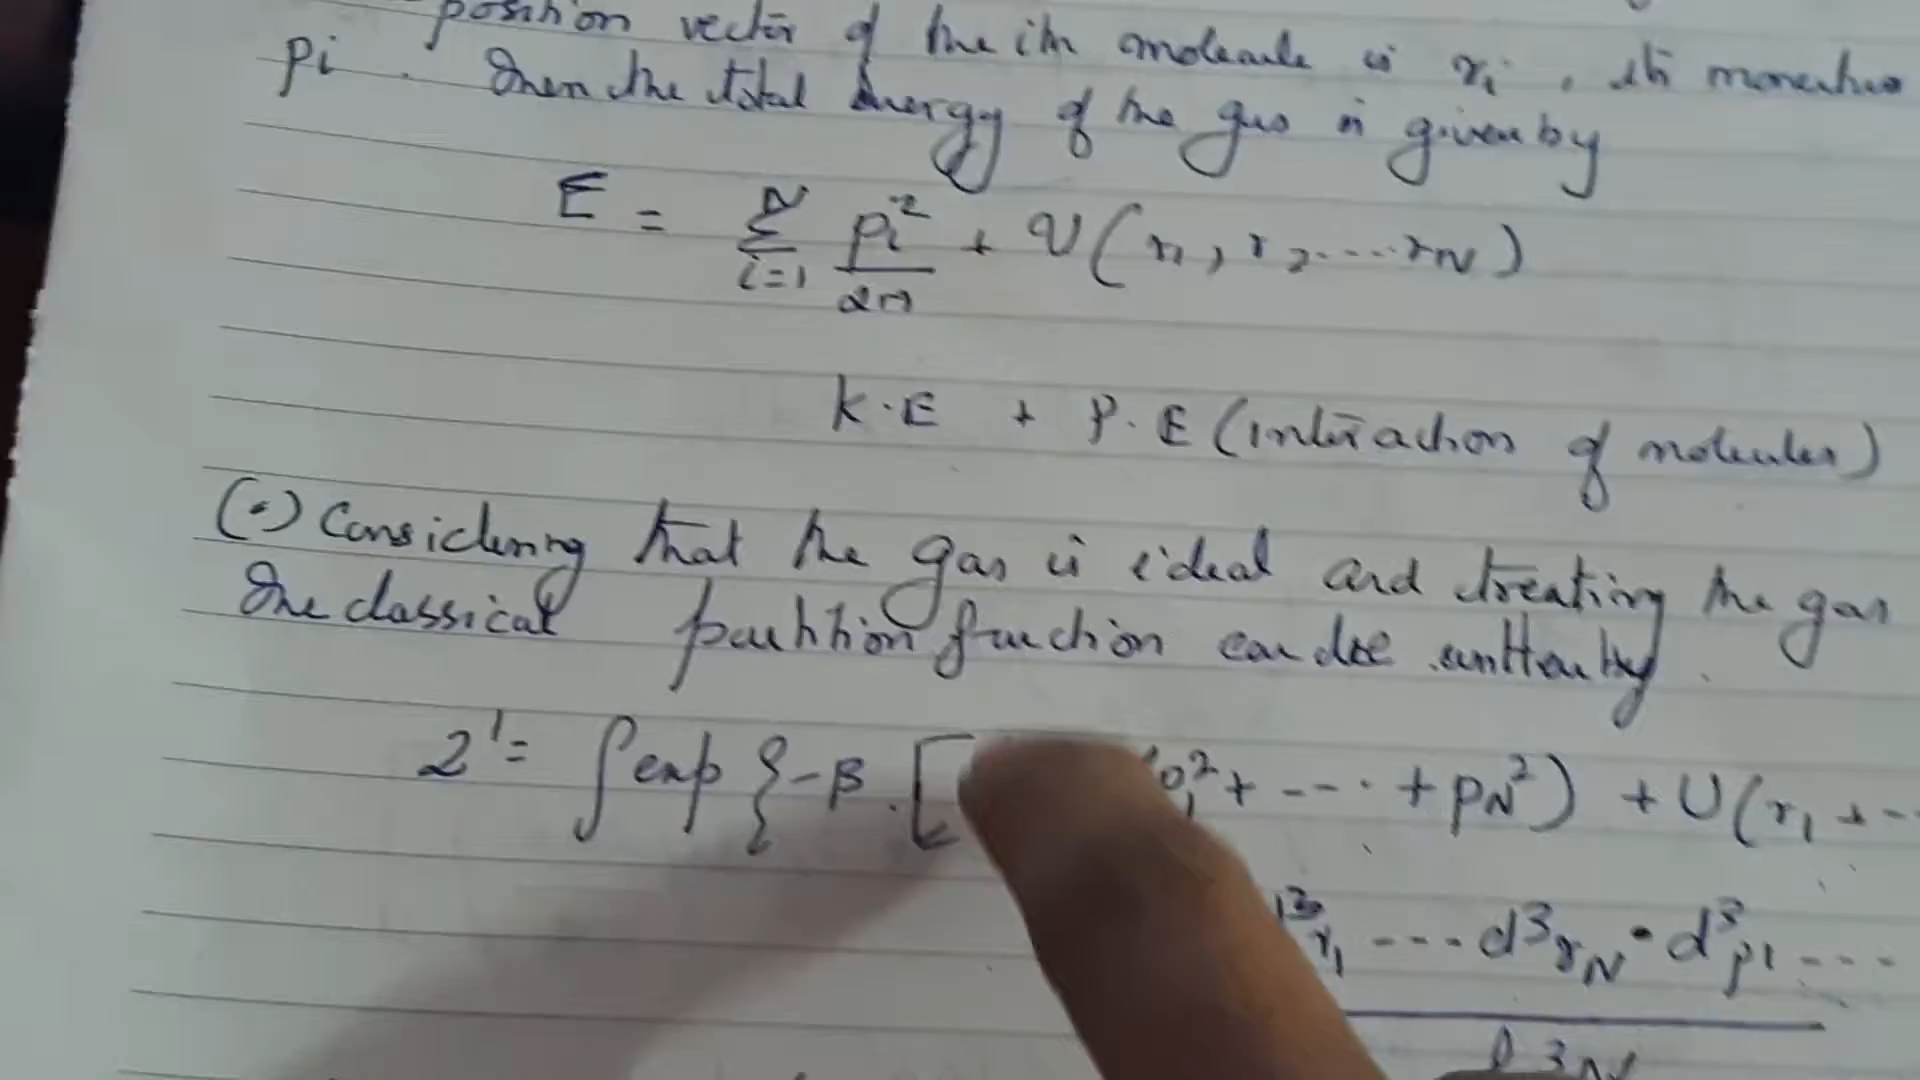 position vector of the ith molecule is ri, its momentum
pi. Then the total energy of the gas is given by
E = Σ_{i=1}^{N} pi²/2m + U(r1, r2, ....rN)
K.E + P.E (interaction of molecules)
(.) Considering that the gas is ideal and treating the gas
The classical partition function can be written by.
Z' = ∫ exp {-β. [ p1² + --- + pN²) + U(r1 + --
d³r1 --- d³rN • d³p1 ---